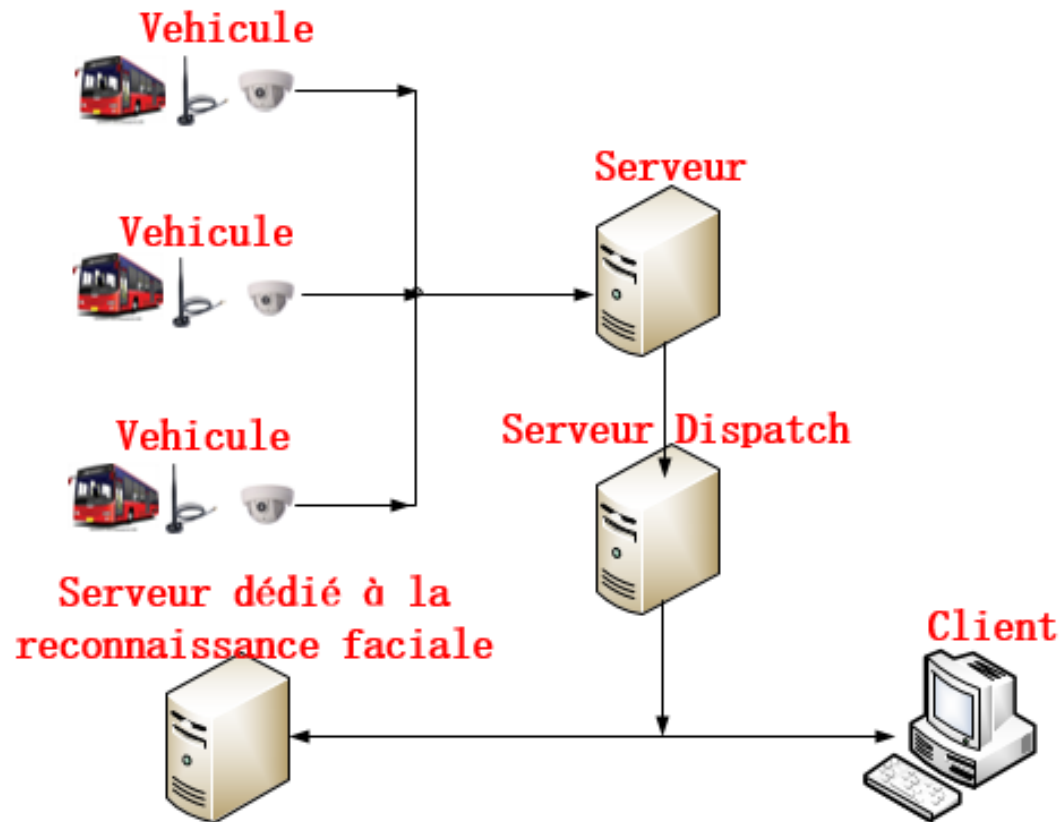 Vehicule
Serveur
Vehicule
Serveur Dispatch
Vehicule
Serveur dédié à la
reconnaissance faciale
Client